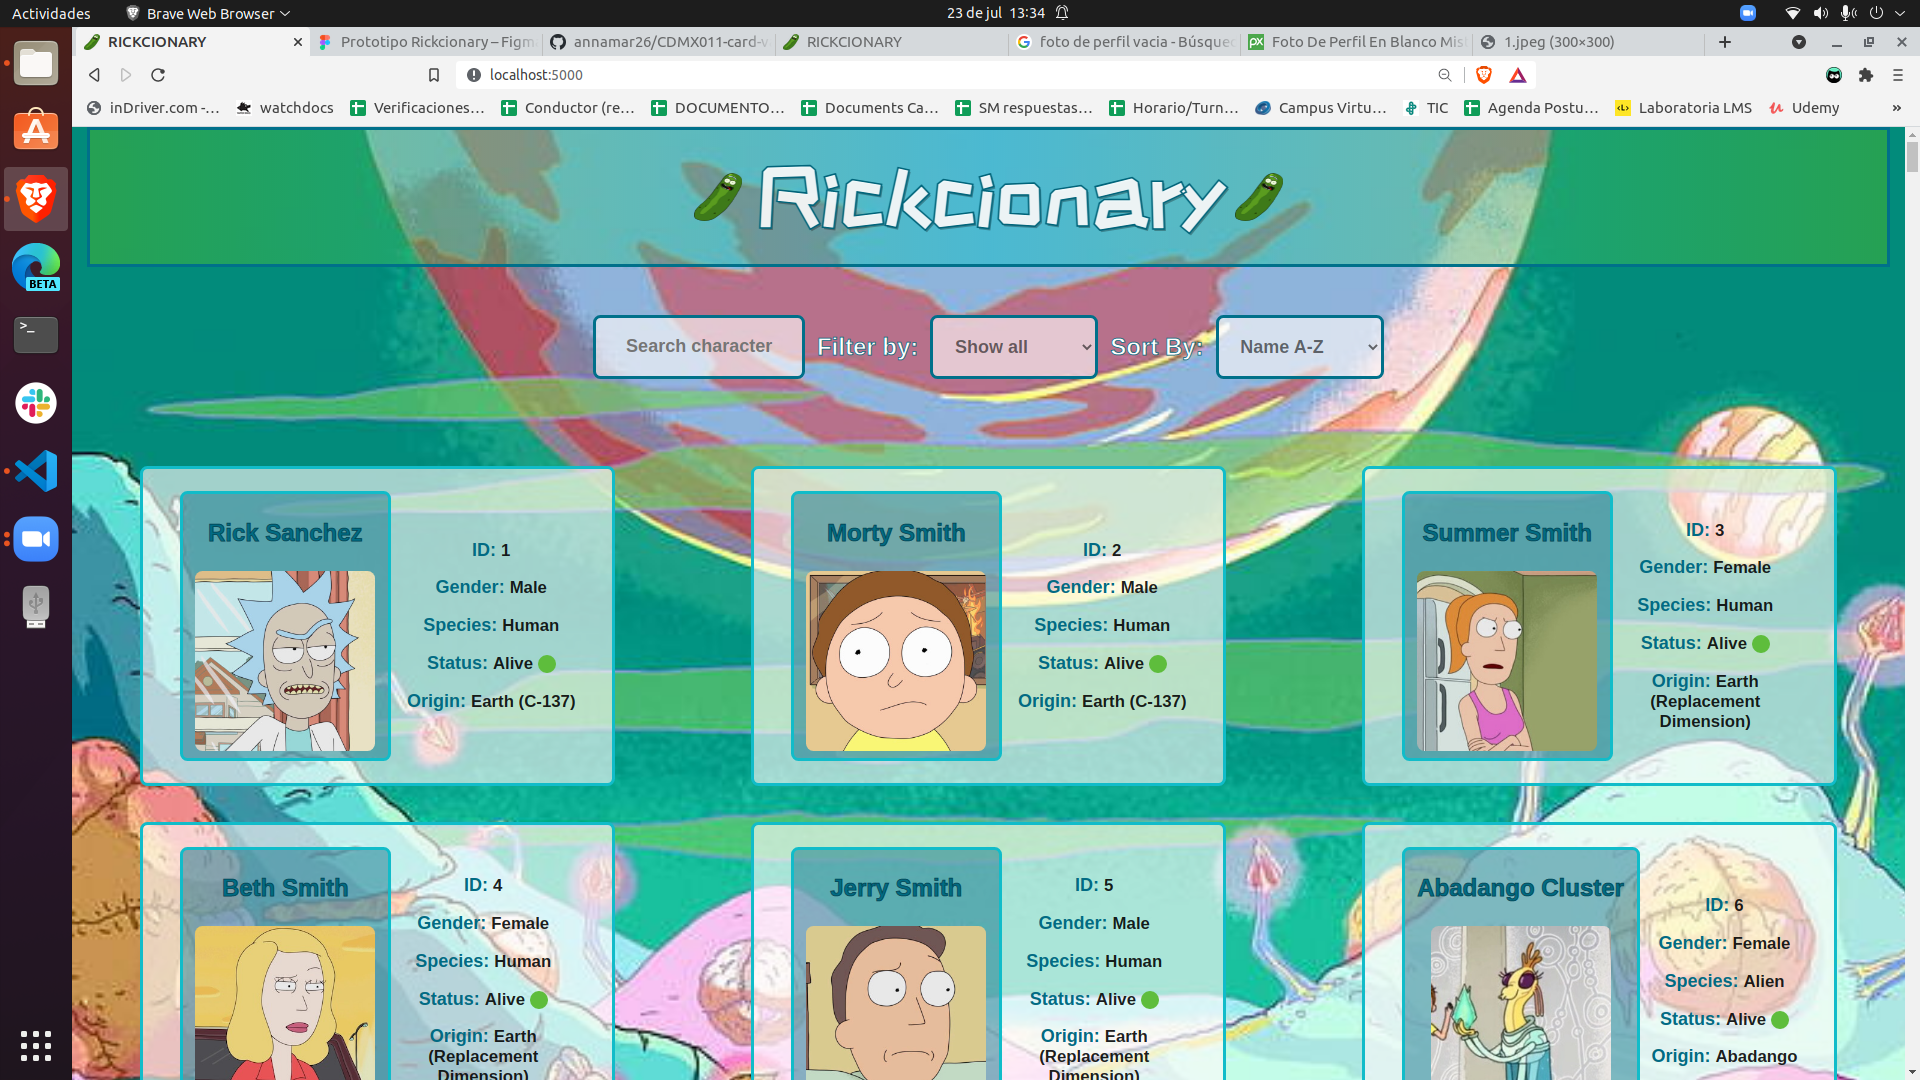 Actividades
Brave Web Browser
23 de jul 13:34
RICKCIONARY
Prototipo Rickcionary – Figm
annamar26/CDMX011-card-v
RICKCIONARY
foto de perfil vacia - Búsque
Foto De Perfil En Blanco Mis
1.jpeg (300×300)
localhost:5000
inDriver.com -…
watchdocs
Verificaciones…
Conductor (re…
DOCUMENTO…
Documents Ca…
SM respuestas…
Horario/Turn…
Campus Virtu…
TIC
Agenda Postu…
Laboratoria LMS
Udemy
»
BETA
Rickcionary
Search character
Filter by:
Show all
Sort By:
Name A-Z
Rick Sanchez
ID: 1
Gender: Male
Species: Human
Status: Alive
Origin: Earth (C-137)
Morty Smith
ID: 2
Gender: Male
Species: Human
Status: Alive
Origin: Earth (C-137)
Summer Smith
ID: 3
Gender: Female
Species: Human
Status: Alive
Origin: Earth
(Replacement
Dimension)
Beth Smith
ID: 4
Gender: Female
Species: Human
Status: Alive
Origin: Earth
(Replacement
Dimension)
Jerry Smith
ID: 5
Gender: Male
Species: Human
Status: Alive
Origin: Earth
(Replacement
Dimension)
Abadango Cluster
ID: 6
Gender: Female
Species: Alien
Status: Alive
Origin: Abadango